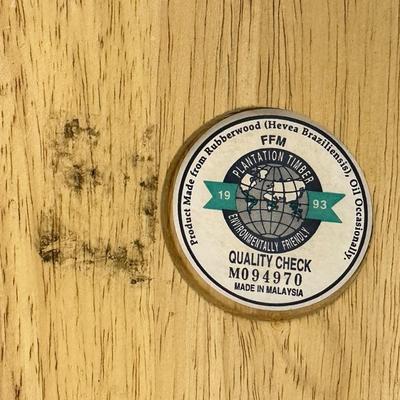 Product Made from Rubberwood (Hevea Braziliensis), Oil Occasionally.
FFM
PLANTATION TIMBER
19 93
ENVIRONMENTALLY FRIENDLY
QUALITY CHECK
M094970
MADE IN MALAYSIA